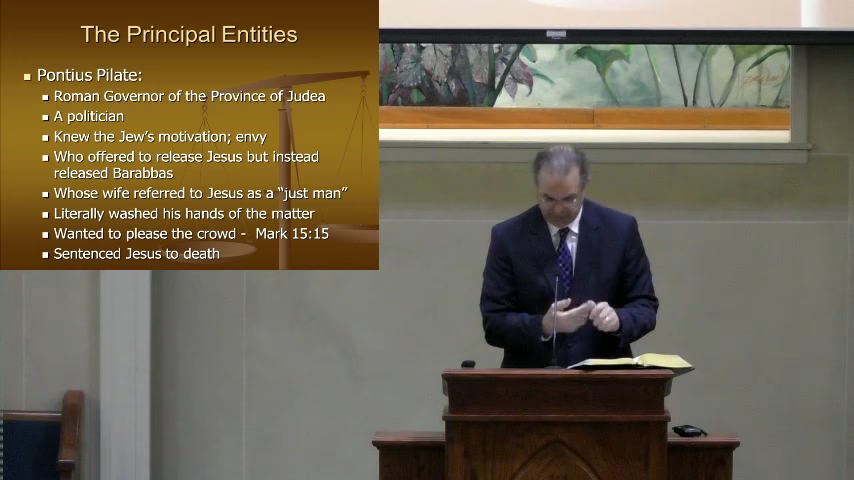 The Principal Entities
Pontius Pilate:
Roman Governor of the Province of Judea
A politician
Knew the Jew's motivation; envy
Who offered to release Jesus but instead
released Barabbas
Whose wife referred to Jesus as a "just man"
Literally washed his hands of the matter
Wanted to please the crowd - Mark 15:15
Sentenced Jesus to death